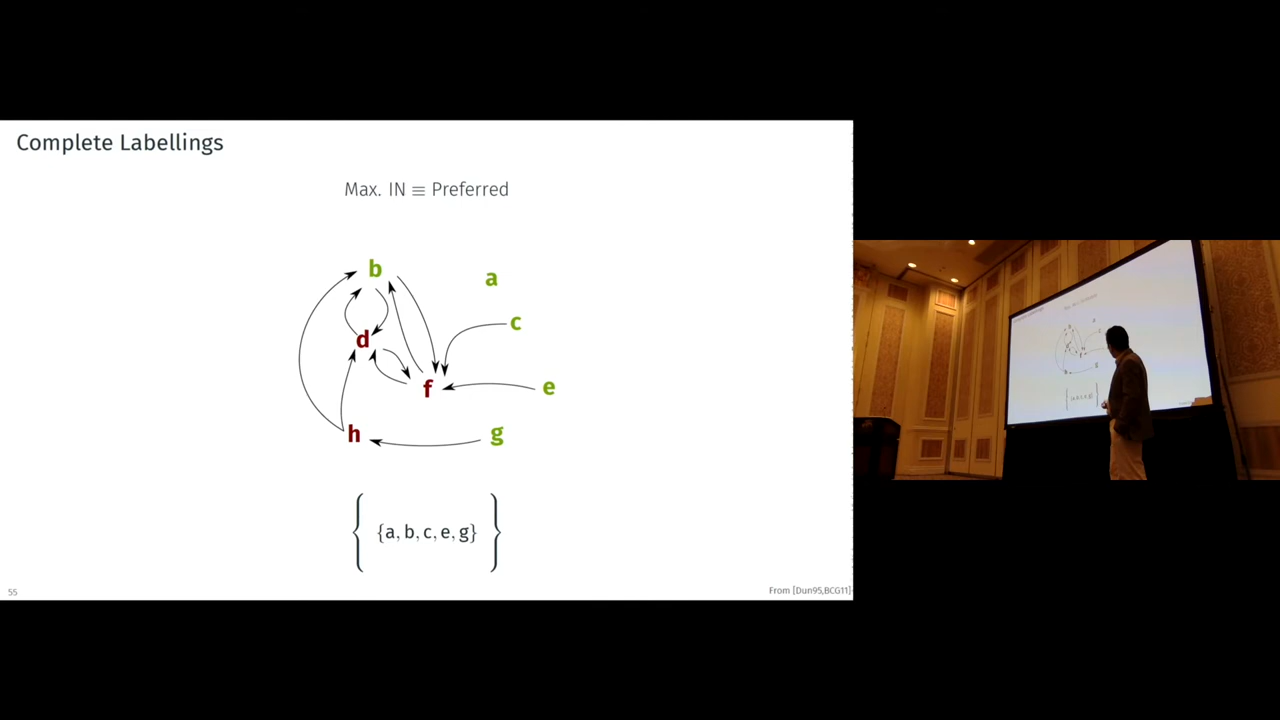 Complete Labellings
Max. IN ≡ Preferred
b
a
c
d
f
e
h
g
{ {a, b, c, e, g} }
55
From [Dun95,BCG11]